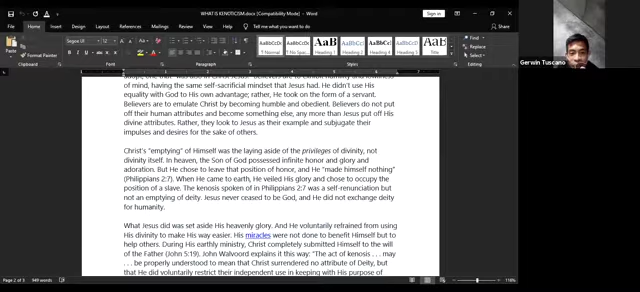 WHAT IS KENOTICISM.docx [Compatibility Mode] - Word
Sign in
File Home Insert Draw Design Layout References Mailings Review View Help Tell me what you want to do
Paste
Format Painter
Clipboard
Font
Paragraph
AaBbCcDc AaBbCcDc AaBbC AaBbCc AaBbCc AaBbCc AaB
¶ Normal ¶ No Spac... Heading 1 Heading 2 Heading 3 Heading 4 Title
Styles
Find
Replace
Select
Editing
Gerwin Tuscano
of mind, having the same self-sacrificial mindset that Jesus had. He didn't use His
equality with God to His own advantage; rather, He took on the form of a servant.
Believers are to emulate Christ by becoming humble and obedient. Believers do not put
off their human attributes and become something else, any more than Jesus put off His
divine attributes. Rather, they look to Jesus as their example and subjugate their
impulses and desires for the sake of others.
Christ's "emptying" of Himself was the laying aside of the privileges of divinity, not
divinity itself. In heaven, the Son of God possessed infinite honor and glory and
adoration. But He chose to leave that position of honor, and He "made himself nothing"
(Philippians 2:7). When He came to earth, He veiled His glory and chose to occupy the
position of a slave. The kenosis spoken of in Philippians 2:7 was a self-renunciation but
not an emptying of deity. Jesus never ceased to be God, and He did not exchange deity
for humanity.
What Jesus did was set aside His heavenly glory. And He voluntarily refrained from using
His divinity to make His way easier. His miracles were not done to benefit Himself but to
help others. During His earthly ministry, Christ completely submitted Himself to the will
of the Father (John 5:19). John Walvoord explains it this way: "The act of kenosis . . . may
. . . be properly understood to mean that Christ surrendered no attribute of Deity, but
that He did voluntarily restrict their independent use in keeping with His purpose of
Page 2 of 3 949 words
118%